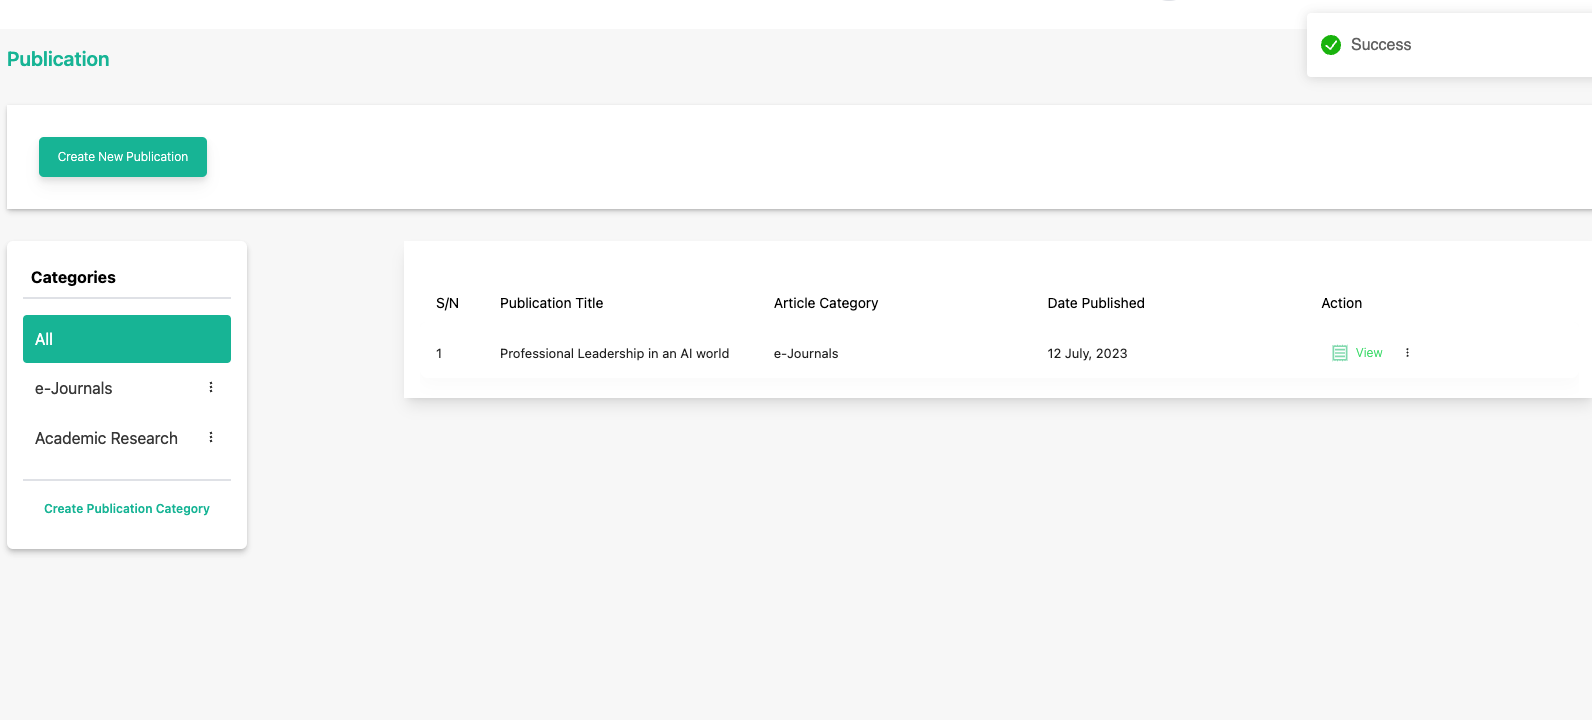 Success
Publication
Create New Publication
Categories
All
e-Journals
Academic Research
Create Publication Category
S/N Publication Title Article Category Date Published Action
1 Professional Leadership in an AI world e-Journals 12 July, 2023 View